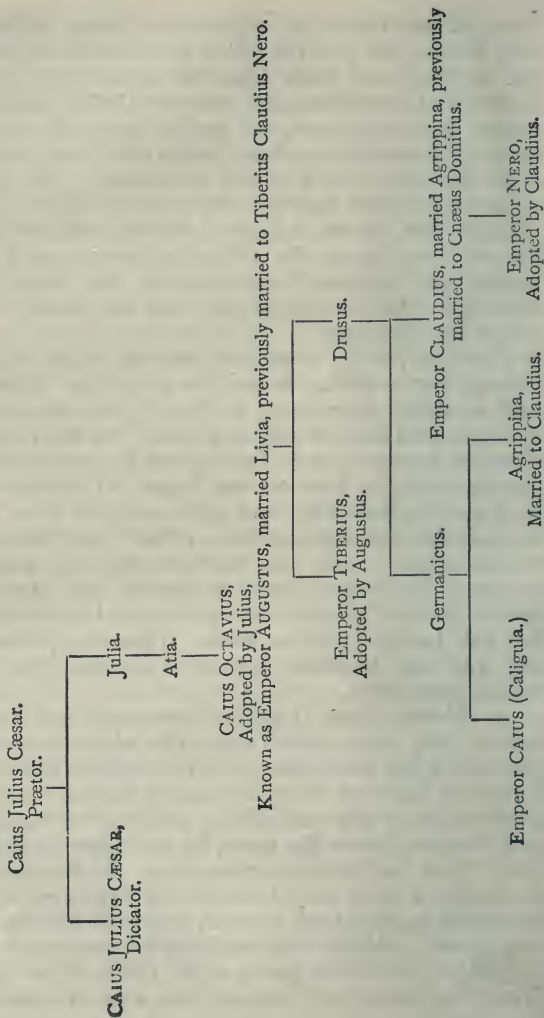 Caius Julius Cæsar.
Prætor.
CAIUS JULIUS CÆSAR,
Dictator.
Julia.
Atia.
CAIUS OCTAVIUS,
Adopted by Julius,
Known as Emperor AUGUSTUS, married Livia, previously married to Tiberius Claudius Nero.
Emperor TIBERIUS,
Adopted by Augustus.
Drusus.
Germanicus.
Emperor CLAUDIUS, married Agrippina, previously
married to Cnæus Domitius.
Emperor CAIUS (Caligula.)
Agrippina,
Married to Claudius.
Emperor NERO,
Adopted by Claudius.